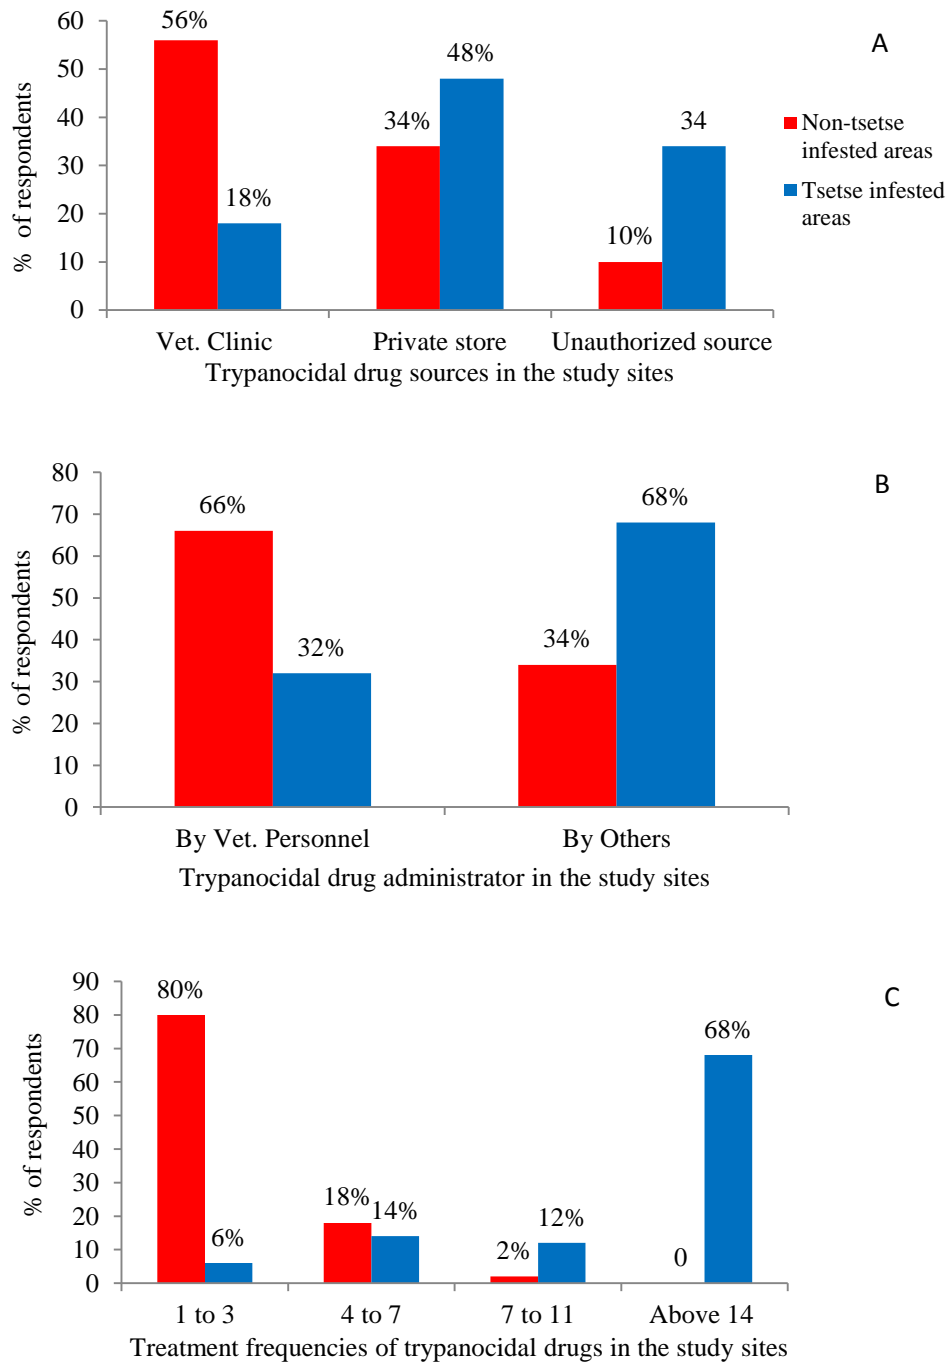 60
50
40
30
20
10
0
% of respondents
56%
18%
34%
48%
10%
34
A
Non-tsetse
infested areas
Tsetse infested
areas
Vet. Clinic
Private store
Unauthorized source
Trypanocidal drug sources in the study sites
80
70
60
50
40
30
20
10
0
% of respondents
66%
32%
34%
68%
B
By Vet. Personnel
By Others
Trypanocidal drug administrator in the study sites
90
80
70
60
50
40
30
20
10
0
% of respondents
80%
6%
18%
14%
2%
12%
0
68%
C
1 to 3
4 to 7
7 to 11
Above 14
Treatment frequencies of trypanocidal drugs in the study sites